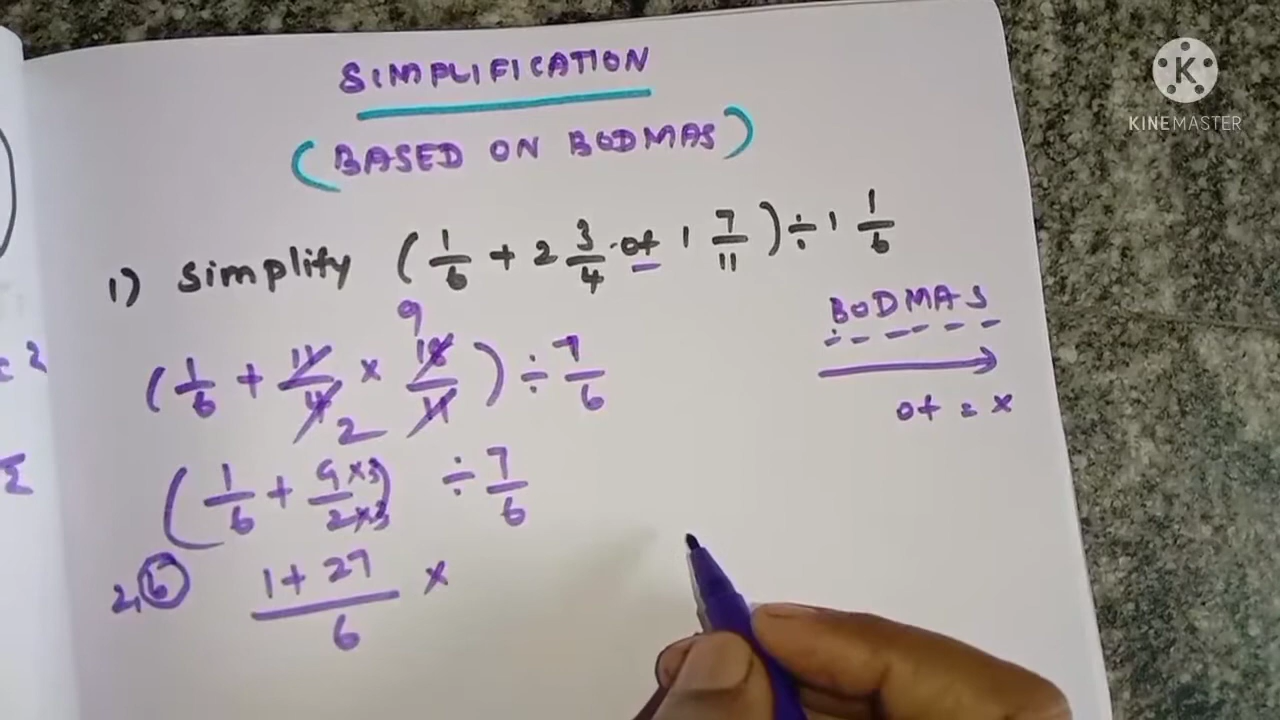 SIMPLIFICATION
(BASED ON BODMAS)
KINEMASTER
1) Simplify (1/6 + 2 3/4 of 1 7/11) ÷ 1 1/6
BODMAS
of = ×
9
(1/6 + 11/4 × 18/11) ÷ 7/6
2
(1/6 + 9×3/2×3) ÷ 7/6
2,6 1+27/6 ×